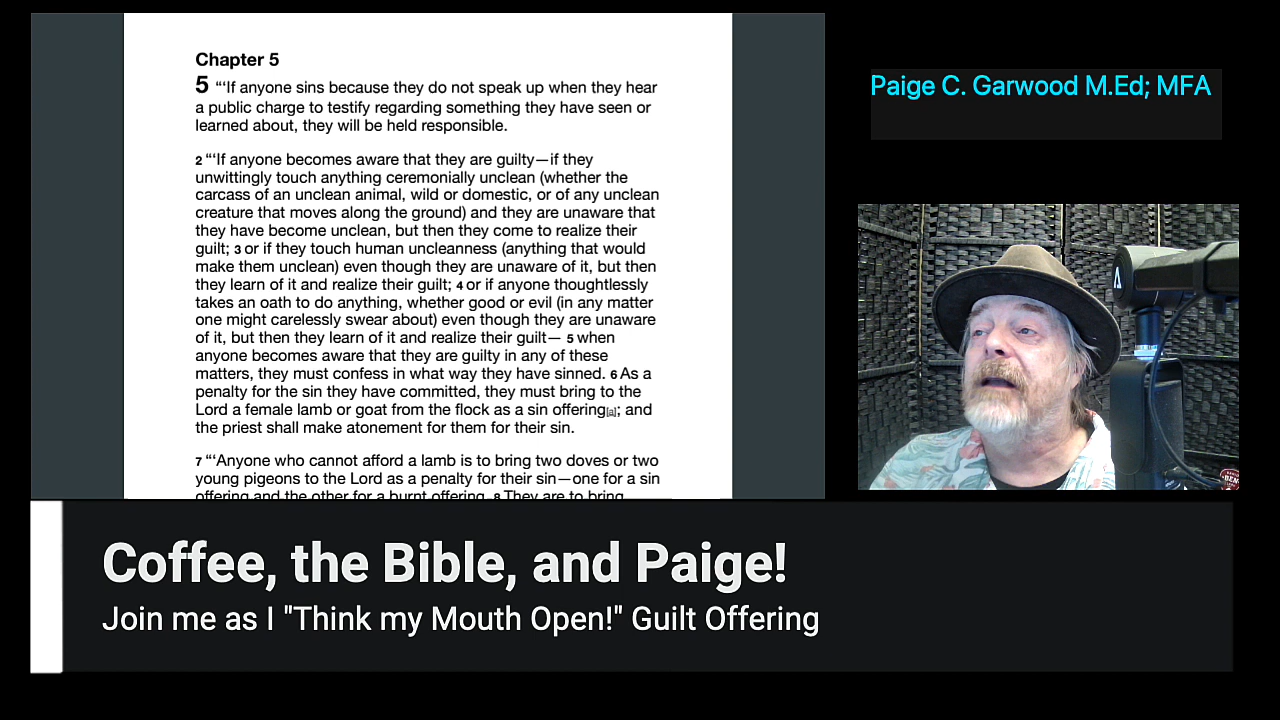 Chapter 5
5 “‘If anyone sins because they do not speak up when they hear
a public charge to testify regarding something they have seen or
learned about, they will be held responsible.
2 “‘If anyone becomes aware that they are guilty—if they
unwittingly touch anything ceremonially unclean (whether the
carcass of an unclean animal, wild or domestic, or of any unclean
creature that moves along the ground) and they are unaware that
they have become unclean, but then they come to realize their
guilt; 3 or if they touch human uncleanness (anything that would
make them unclean) even though they are unaware of it, but then
they learn of it and realize their guilt; 4 or if anyone thoughtlessly
takes an oath to do anything, whether good or evil (in any matter
one might carelessly swear about) even though they are unaware
of it, but then they learn of it and realize their guilt— 5 when
anyone becomes aware that they are guilty in any of these
matters, they must confess in what way they have sinned. 6 As a
penalty for the sin they have committed, they must bring to the
Lord a female lamb or goat from the flock as a sin offering[a]; and
the priest shall make atonement for them for their sin.
7 “‘Anyone who cannot afford a lamb is to bring two doves or two
young pigeons to the Lord as a penalty for their sin—one for a sin
offering and the other for a burnt offering. 8 They are to bring
Paige C. Garwood M.Ed; MFA
Coffee, the Bible, and Paige!
Join me as I "Think my Mouth Open!" Guilt Offering